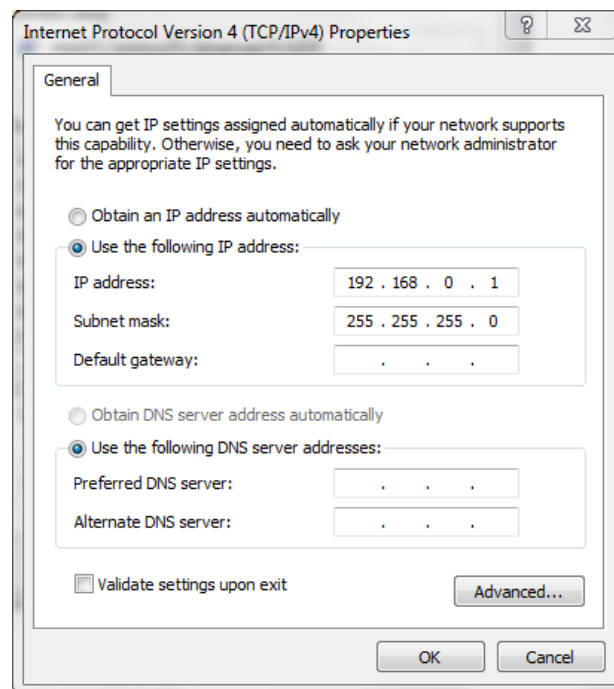 Internet Protocol Version 4 (TCP/IPv4) Properties
?
General
You can get IP settings assigned automatically if your network supports
this capability. Otherwise, you need to ask your network administrator
for the appropriate IP settings.
Obtain an IP address automatically
Use the following IP address:
IP address: 192 . 168 . 0 . 1
Subnet mask: 255 . 255 . 255 . 0
Default gateway: . . .
Obtain DNS server address automatically
Use the following DNS server addresses:
Preferred DNS server: . . .
Alternate DNS server: . . .
Validate settings upon exit
Advanced...
OK Cancel